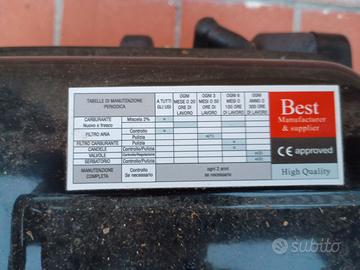 TABELLE DI MANUTENZIONE PERIODICA
A TUTTI GLI USI
OGNI MESE O 20 ORE DI LAVORO
OGNI 3 MESI O 50 ORE DI LAVORO
OGNI 6 MESI O 100 ORE DI LAVORO
OGNI ANNO O 300 ORE DI LAVORO
CARBURANTE Miscela 2%
Nuovo e fresco
FILTRO ARIA Controllo
Pulizia
FILTRO CARBURANTE Controllo/Pulizia
CANDELE Controllo/Pulizia
VALVOLE
SERBATOIO Controllo/Pulizia
MANUTENZIONE COMPLETA
Controllo
Se necessario
ogni 2 anni
se necessario
Best
Manufacturer
& supplier
CE approved
High Quality
subito